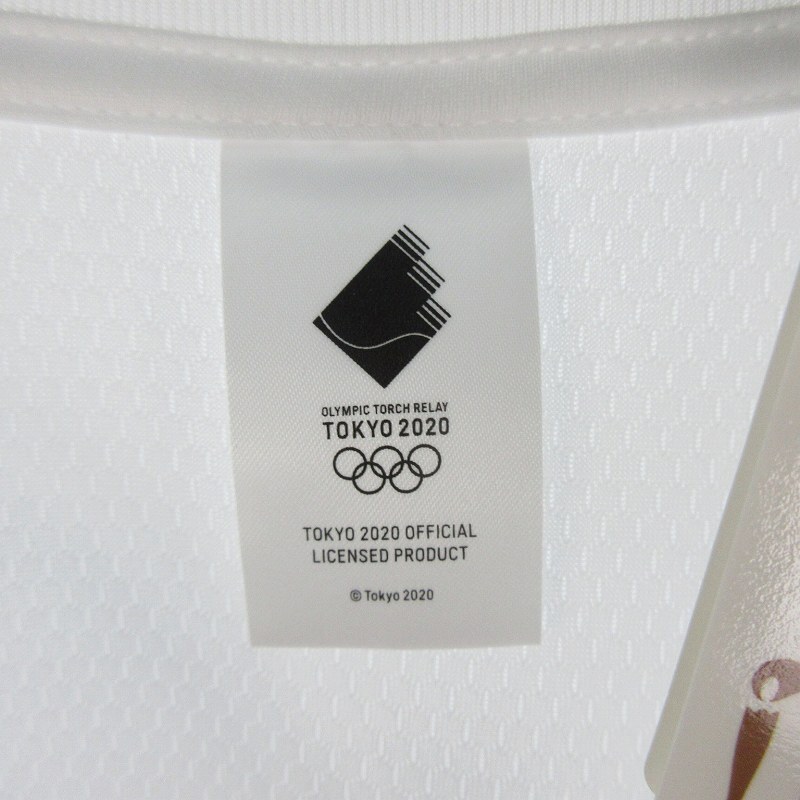 OLYMPIC TORCH RELAY
TOKYO 2020
TOKYO 2020 OFFICIAL
LICENSED PRODUCT
© Tokyo 2020